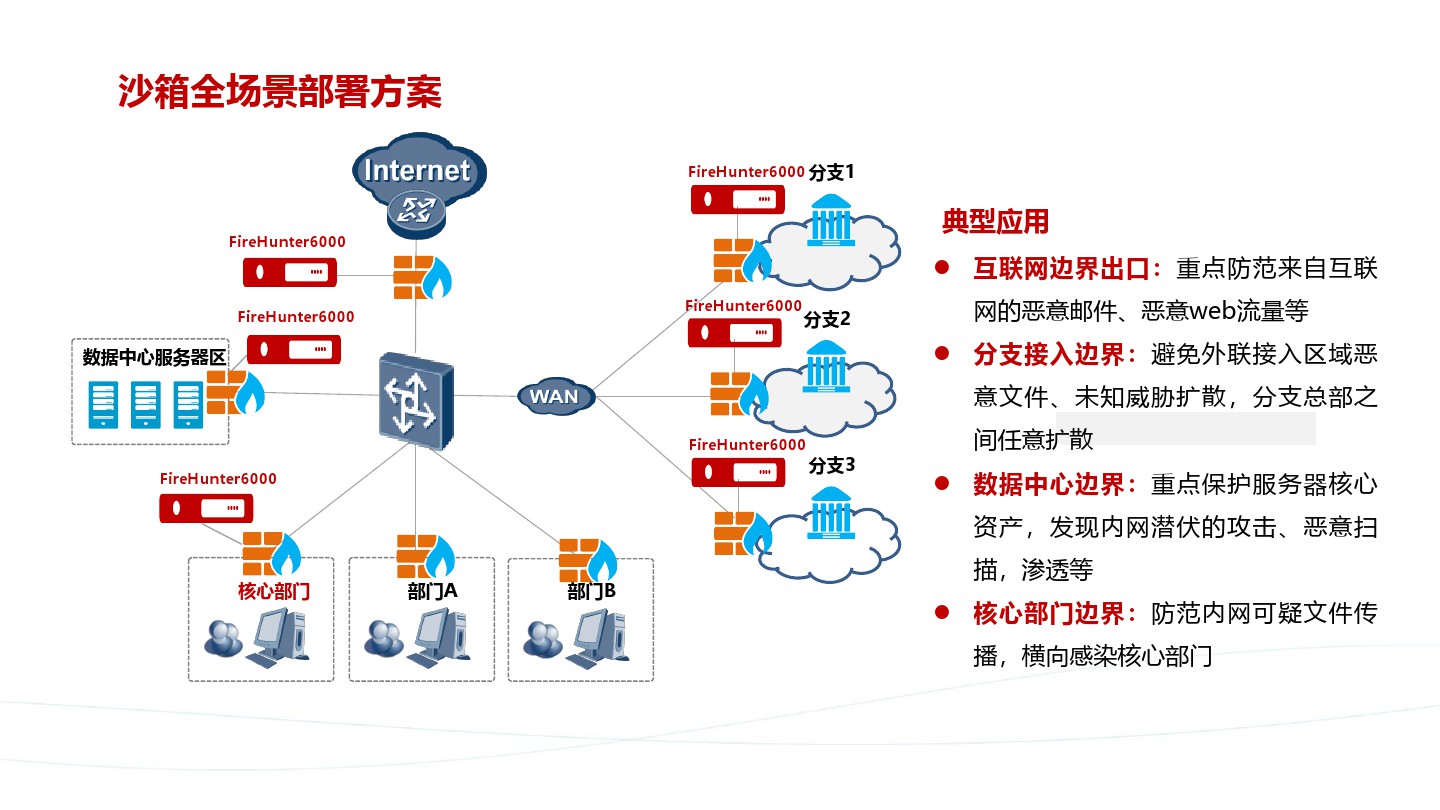 沙箱全场景部署方案
Internet
FireHunter6000
FireHunter6000
数据中心服务器区
WAN
FireHunter6000
核心部门
部门A
部门B
FireHunter6000 分支1
FireHunter6000
分支2
FireHunter6000
分支3
典型应用
互联网边界出口：重点防范来自互联
网的恶意邮件、恶意web流量等
分支接入边界：避免外联接入区域恶
意文件、未知威胁扩散，分支总部之
间任意扩散
数据中心边界：重点保护服务器核心
资产，发现内网潜伏的攻击、恶意扫
描，渗透等
核心部门边界：防范内网可疑文件传
播，横向感染核心部门